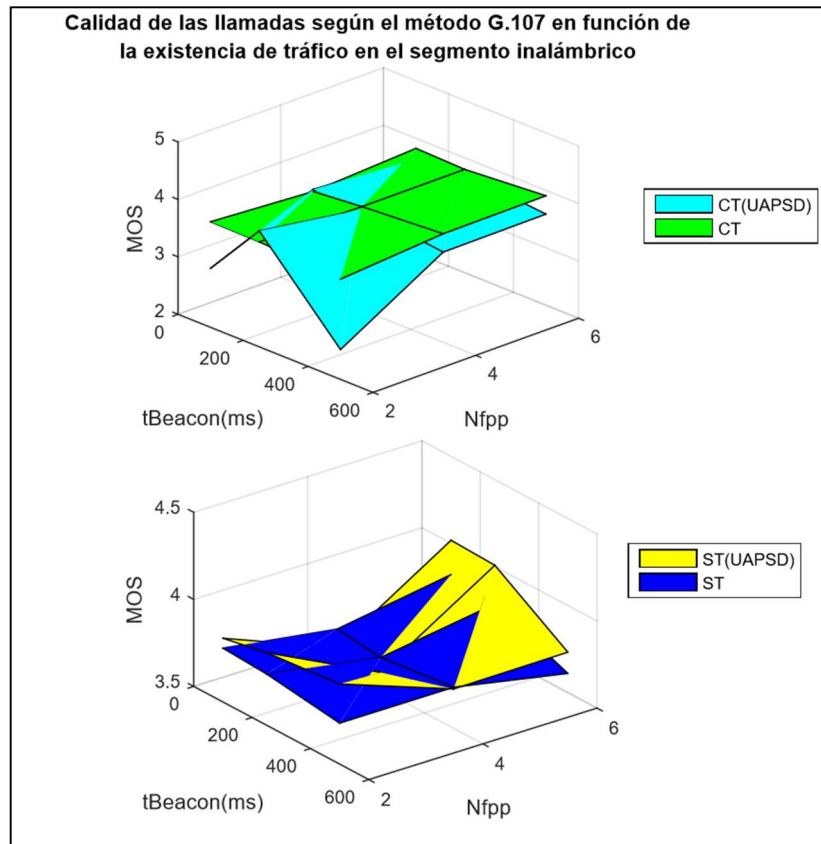 Calidad de las llamadas según el método G.107 en función de
la existencia de tráfico en el segmento inalámbrico
5
4
3
2
MOS
0
200
400
600
tBeacon(ms)
2
4
6
Nfpp
CT(UAPSD)
CT
4.5
4
3.5
MOS
0
200
400
600
tBeacon(ms)
2
4
6
Nfpp
ST(UAPSD)
ST